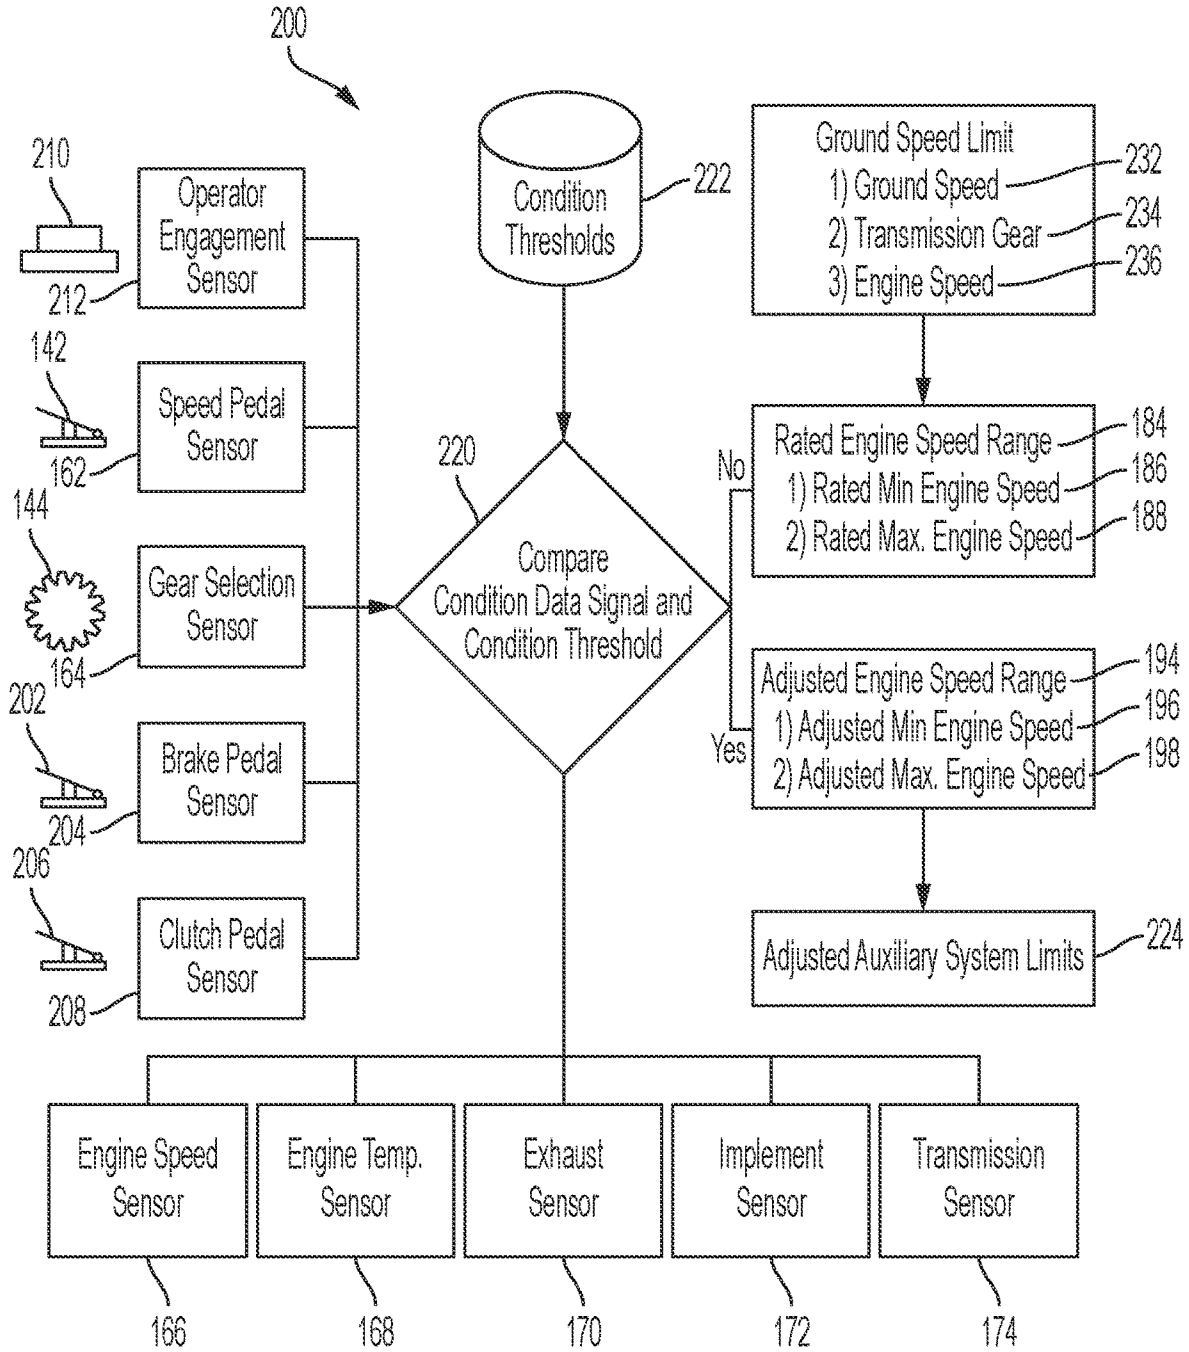 200
210
Operator
Engagement
Sensor
212
142
Speed Pedal
Sensor
162
144
Gear Selection
Sensor
164
202
Brake Pedal
Sensor
204
206
Clutch Pedal
Sensor
208
Condition
Thresholds
222
220
Compare
Condition Data Signal and
Condition Threshold
No
Yes
Ground Speed Limit
1) Ground Speed
2) Transmission Gear
3) Engine Speed
232
234
236
Rated Engine Speed Range
1) Rated Min Engine Speed
2) Rated Max. Engine Speed
184
186
188
Adjusted Engine Speed Range
1) Adjusted Min Engine Speed
2) Adjusted Max. Engine Speed
194
196
198
Adjusted Auxiliary System Limits
224
Engine Speed
Sensor
166
Engine Temp.
Sensor
168
Exhaust
Sensor
170
Implement
Sensor
172
Transmission
Sensor
174